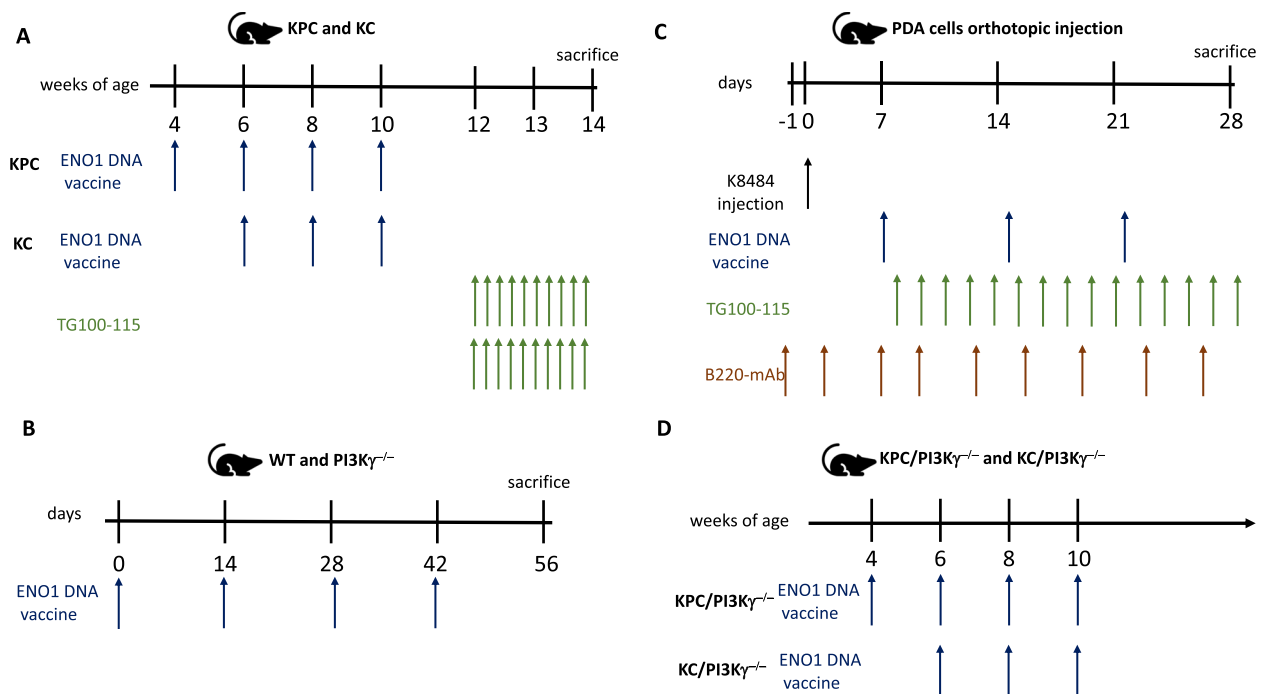 A
KPC and KC
sacrifice
weeks of age
4 6 8 10 12 13 14
KPC
ENO1 DNA
vaccine
KC
ENO1 DNA
vaccine
TG100-115
B
WT and PI3Kγ–/–
sacrifice
days
0 14 28 42 56
ENO1 DNA
vaccine
C
PDA cells orthotopic injection
sacrifice
days
-1 0 7 14 21 28
K8484
injection
ENO1 DNA
vaccine
TG100-115
B220-mAb
D
KPC/PI3Kγ–/– and KC/PI3Kγ–/–
weeks of age
4 6 8 10
KPC/PI3Kγ–/–
ENO1 DNA
vaccine
KC/PI3Kγ–/–
ENO1 DNA
vaccine